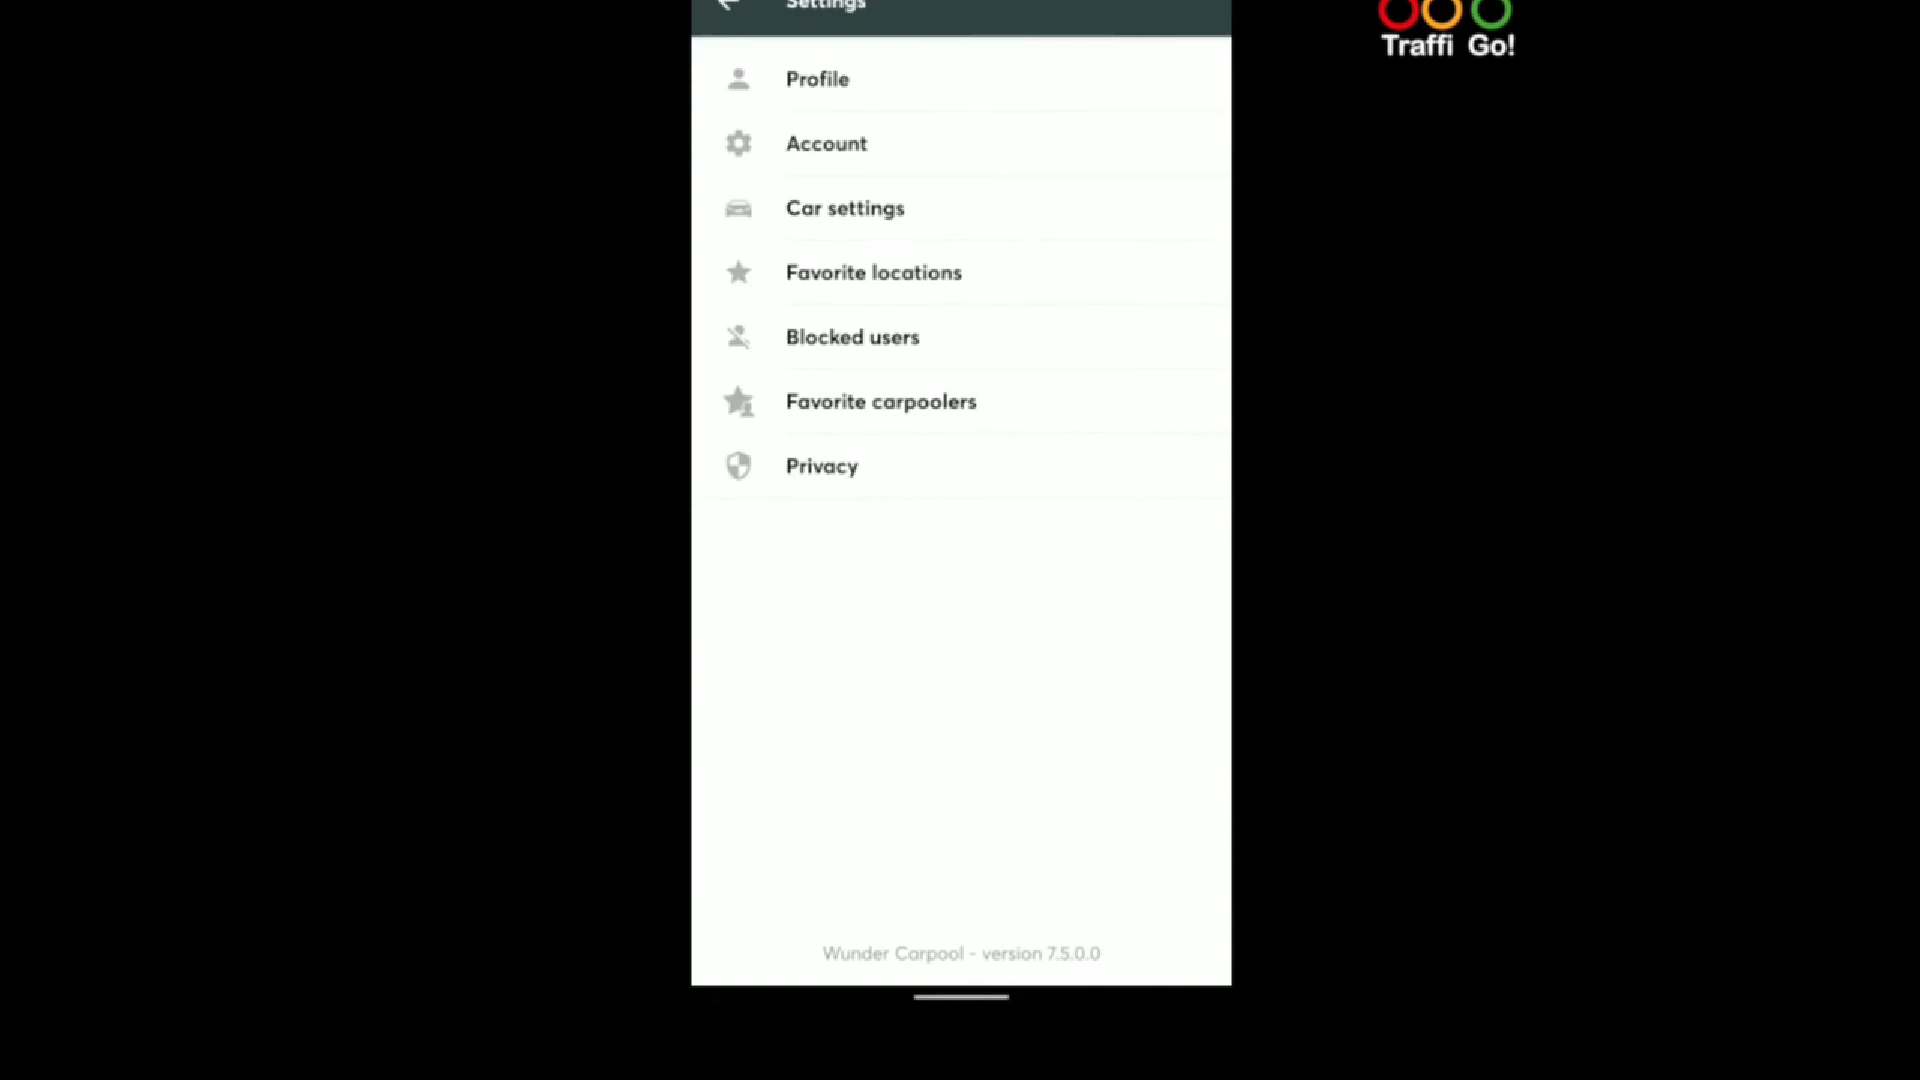 Settings
Traffi Go!
Profile
Account
Car settings
Favorite locations
Blocked users
Favorite carpoolers
Privacy
Wunder Carpool - version 7.5.0.0